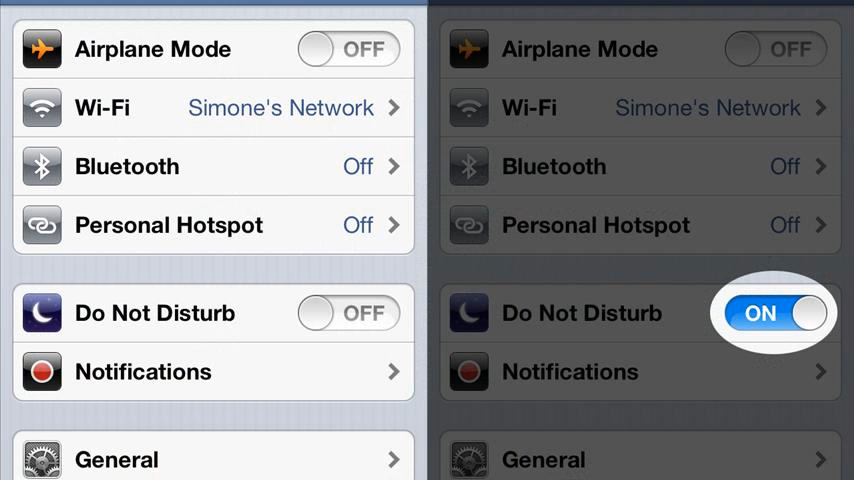 Airplane Mode OFF
Wi-Fi Simone's Network
Bluetooth Off
Personal Hotspot Off
Do Not Disturb OFF
Notifications
General
Airplane Mode OFF
Wi-Fi Simone's Network
Bluetooth Off
Personal Hotspot Off
Do Not Disturb ON
Notifications
General